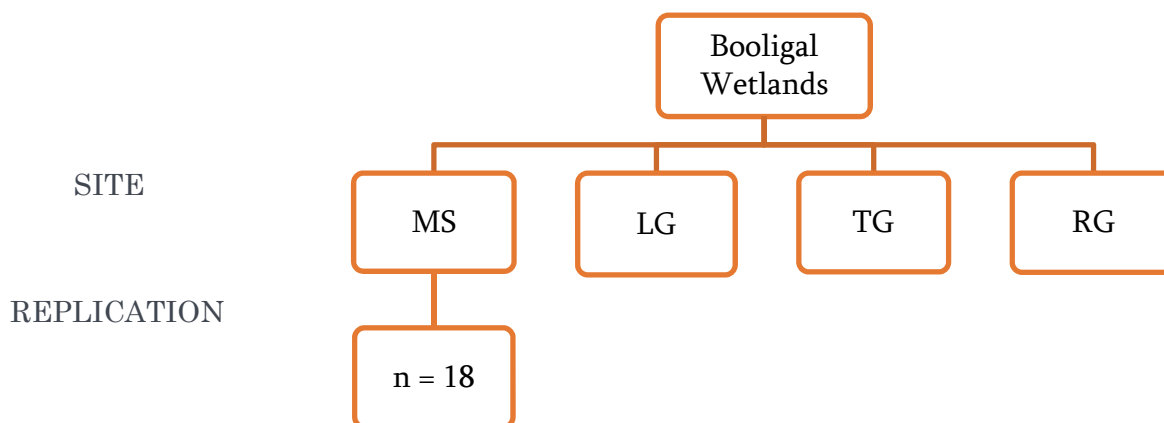 Booligal
Wetlands
SITE
MS
LG
TG
RG
REPLICATION
n = 18